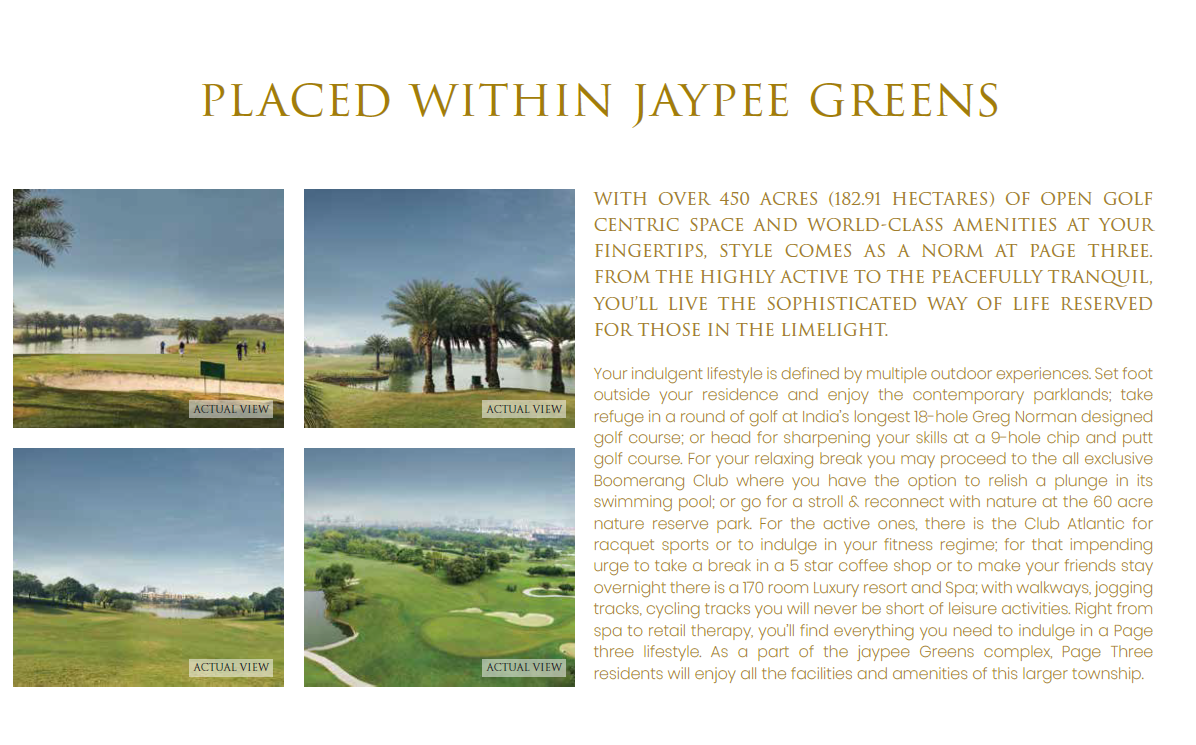 PLACED WITHIN JAYPEE GREENS
ACTUAL VIEW
ACTUAL VIEW
ACTUAL VIEW
ACTUAL VIEW
WITH OVER 450 ACRES (182.91 HECTARES) OF OPEN GOLF
CENTRIC SPACE AND WORLD-CLASS AMENITIES AT YOUR
FINGERTIPS, STYLE COMES AS A NORM AT PAGE THREE.
FROM THE HIGHLY ACTIVE TO THE PEACEFULLY TRANQUIL,
YOU'LL LIVE THE SOPHISTICATED WAY OF LIFE RESERVED
FOR THOSE IN THE LIMELIGHT.
Your indulgent lifestyle is defined by multiple outdoor experiences. Set foot
outside your residence and enjoy the contemporary parklands; take
refuge in a round of golf at India's longest 18-hole Greg Norman designed
golf course; or head for sharpening your skills at a 9-hole chip and putt
golf course. For your relaxing break you may proceed to the all exclusive
Boomerang Club where you have the option to relish a plunge in its
swimming pool; or go for a stroll & reconnect with nature at the 60 acre
nature reserve park. For the active ones, there is the Club Atlantic for
racquet sports or to indulge in your fitness regime; for that impending
urge to take a break in a 5 star coffee shop or to make your friends stay
overnight there is a 170 room Luxury resort and Spa; with walkways, jogging
tracks, cycling tracks you will never be short of leisure activities. Right from
spa to retail therapy, you'll find everything you need to indulge in a Page
three lifestyle. As a part of the jaypee Greens complex, Page Three
residents will enjoy all the facilities and amenities of this larger township.